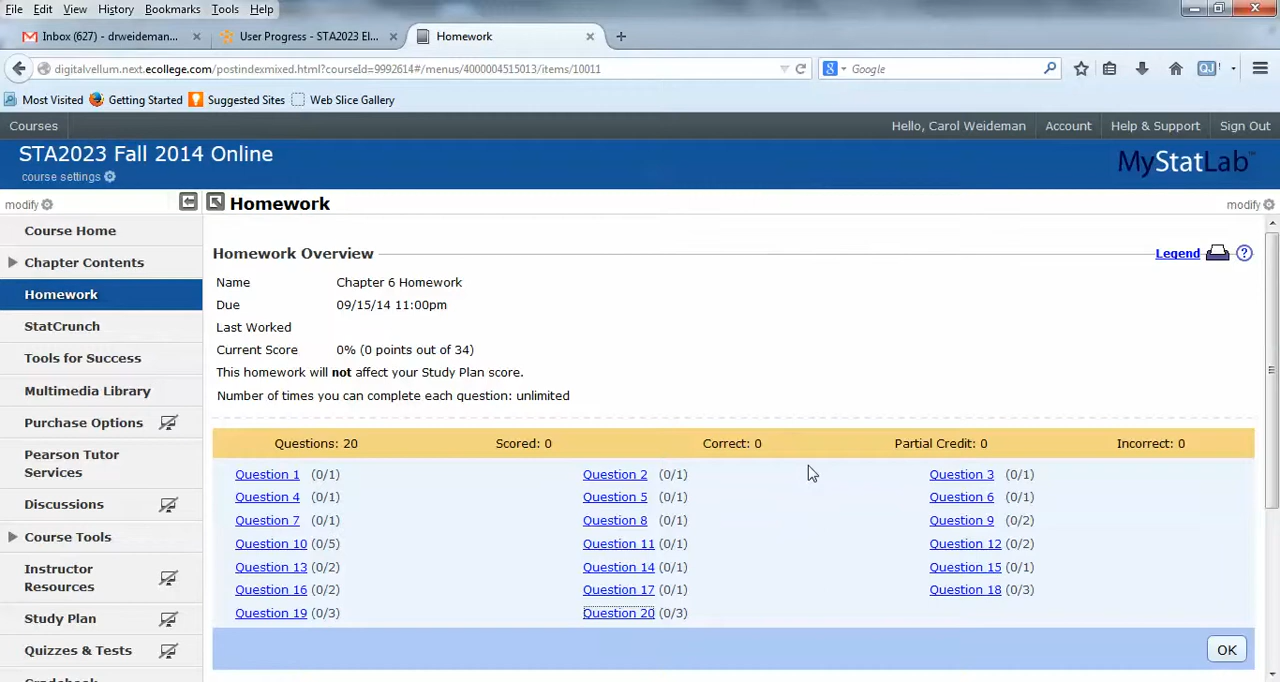 File Edit View History Bookmarks Tools Help
Inbox (627) - drweideman... × User Progress - STA2023 El... × Homework × +
digitalvellum.next.ecollege.com/postindexmixed.html?courseId=9992614#/menus/4000004515013/items/10011
Google
Most Visited Getting Started Suggested Sites Web Slice Gallery
Courses Hello, Carol Weideman Account Help & Support Sign Out
STA2023 Fall 2014 Online
course settings
MyStatLab™
modify
Homework
modify
Course Home
Chapter Contents
Homework
StatCrunch
Tools for Success
Multimedia Library
Purchase Options
Pearson Tutor
Services
Discussions
Course Tools
Instructor
Resources
Study Plan
Quizzes & Tests
Homework Overview
Legend
Name Chapter 6 Homework
Due 09/15/14 11:00pm
Last Worked
Current Score 0% (0 points out of 34)
This homework will not affect your Study Plan score.
Number of times you can complete each question: unlimited
Questions: 20 Scored: 0 Correct: 0 Partial Credit: 0 Incorrect: 0
Question 1 (0/1) Question 2 (0/1) Question 3 (0/1)
Question 4 (0/1) Question 5 (0/1) Question 6 (0/1)
Question 7 (0/1) Question 8 (0/1) Question 9 (0/2)
Question 10 (0/5) Question 11 (0/1) Question 12 (0/2)
Question 13 (0/2) Question 14 (0/1) Question 15 (0/1)
Question 16 (0/2) Question 17 (0/1) Question 18 (0/3)
Question 19 (0/3) Question 20 (0/3)
OK